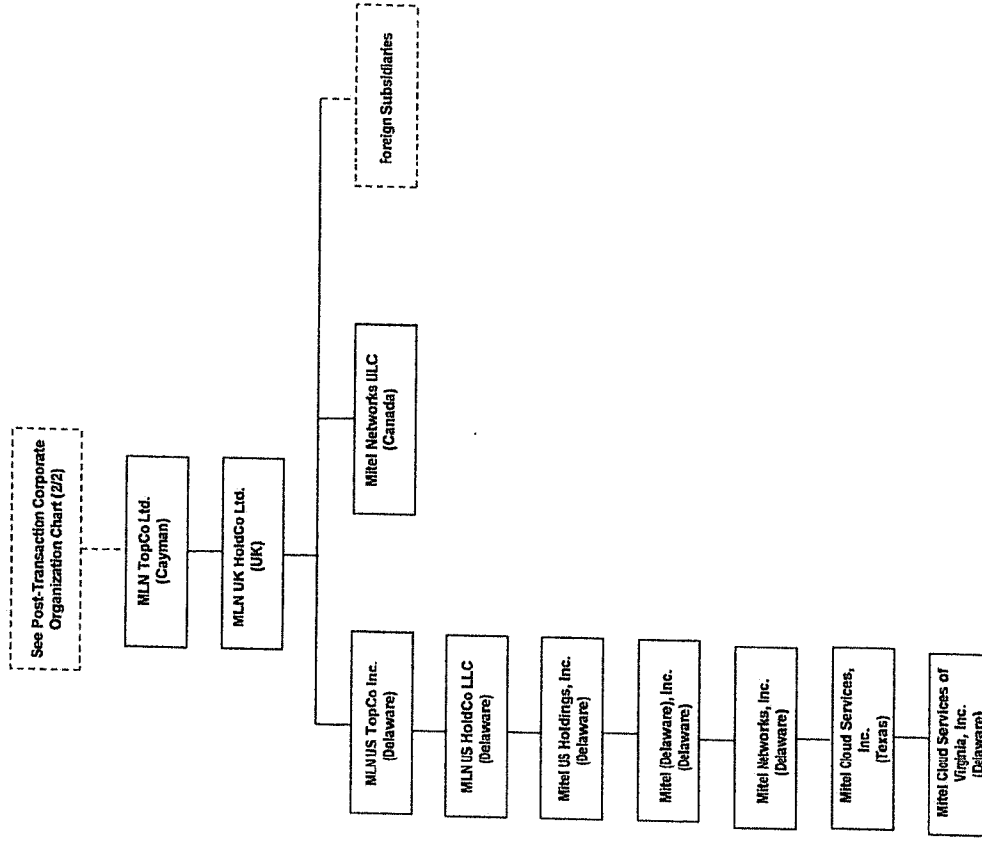 See Post-Transaction Corporate
Organization Chart (2/2)
MLN TopCo Ltd.
(Cayman)
MLN UK HoldCo Ltd.
(UK)
MLN US TopCo Inc.
(Delaware)
Mitel Networks ULC
(Canada)
Foreign Subsidiaries
MLN US HoldCo LLC
(Delaware)
Mitel US Holdings, Inc.
(Delaware)
Mitel (Delaware), Inc.
(Delaware)
Mitel Networks, Inc.
(Delaware)
Mitel Cloud Services,
Inc.
(Texas)
Mitel Cloud Services of
Virginia, Inc.
(Delaware)